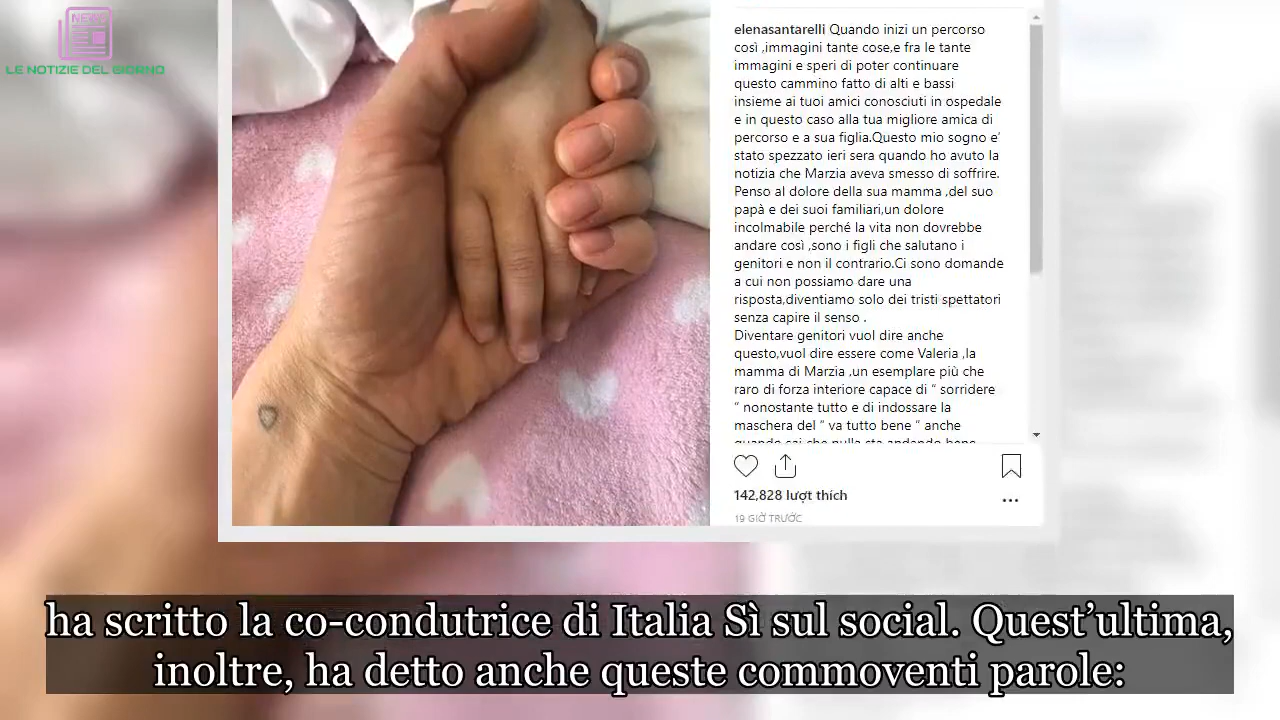 NEWS
LE NOTIZIE DEL GIORNO
elenasantarelli Quando inizi un percorso
così ,immagini tante cose,e fra le tante
immagini e speri di poter continuare
questo cammino fatto di alti e bassi
insieme ai tuoi amici conosciuti in ospedale
e in questo caso alla tua migliore amica di
percorso e a sua figlia.Questo mio sogno e'
stato spezzato ieri sera quando ho avuto la
notizia che Marzia aveva smesso di soffrire.
Penso al dolore della sua mamma ,del suo
papà e dei suoi familiari,un dolore
incolmabile perché la vita non dovrebbe
andare così ,sono i figli che salutano i
genitori e non il contrario.Ci sono domande
a cui non possiamo dare una
risposta,diventiamo solo dei tristi spettatori
senza capire il senso .
Diventare genitori vuol dire anche
questo,vuol dire essere come Valeria ,la
mamma di Marzia ,un esemplare più che
raro di forza interiore capace di " sorridere
" nonostante tutto e di indossare la
maschera del " va tutto bene " anche
quando sai che nulla sta andando bene
142,828 lượt thích
19 GIỜ TRƯỚC
ha scritto la co-condutrice di Italia Sì sul social. Quest’ultima,
inoltre, ha detto anche queste commoventi parole: